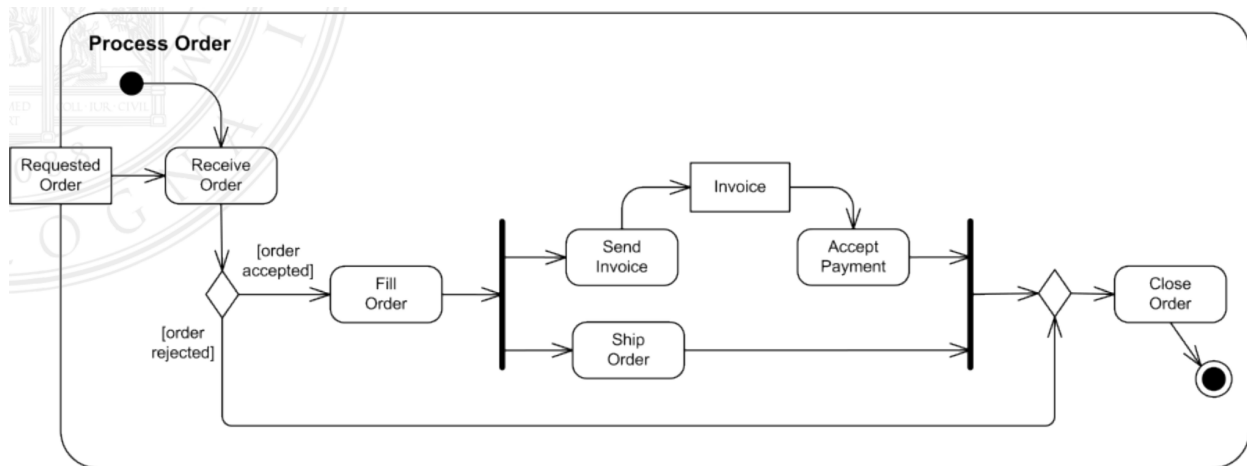 Process Order
Requested
Order
Receive
Order
Invoice
Send
Invoice
Accept
Payment
[order
accepted]
Fill
Order
Close
Order
[order
rejected]
Ship
Order